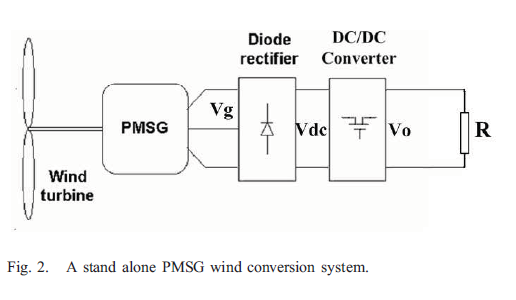 Diode
rectifier
DC/DC
Converter
Vg
PMSG
Vdc
Vo
R
Wind
turbine
Fig. 2. A stand alone PMSG wind conversion system.